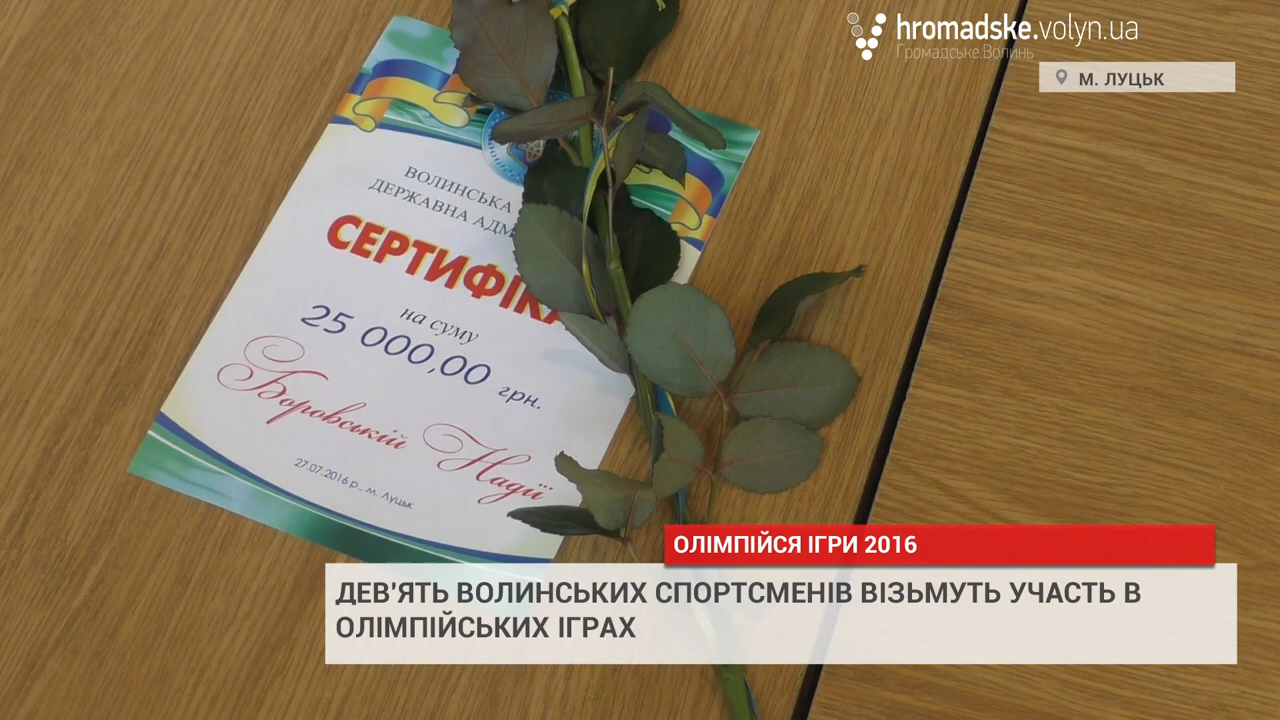 hromadske.volyn.ua
Громадське.Волинь
М. ЛУЦЬК
ВОЛИНСЬКА
ДЕРЖАВНА АДМ
СЕРТИФІКА
на суму
25 000,00 грн.
Боровській Надії
27.07.2016 р., м. Луцьк
ОЛІМПІЙСЯ ІГРИ 2016
ДЕВ'ЯТЬ ВОЛИНСЬКИХ СПОРТСМЕНІВ ВІЗЬМУТЬ УЧАСТЬ В
ОЛІМПІЙСЬКИХ ІГРАХ